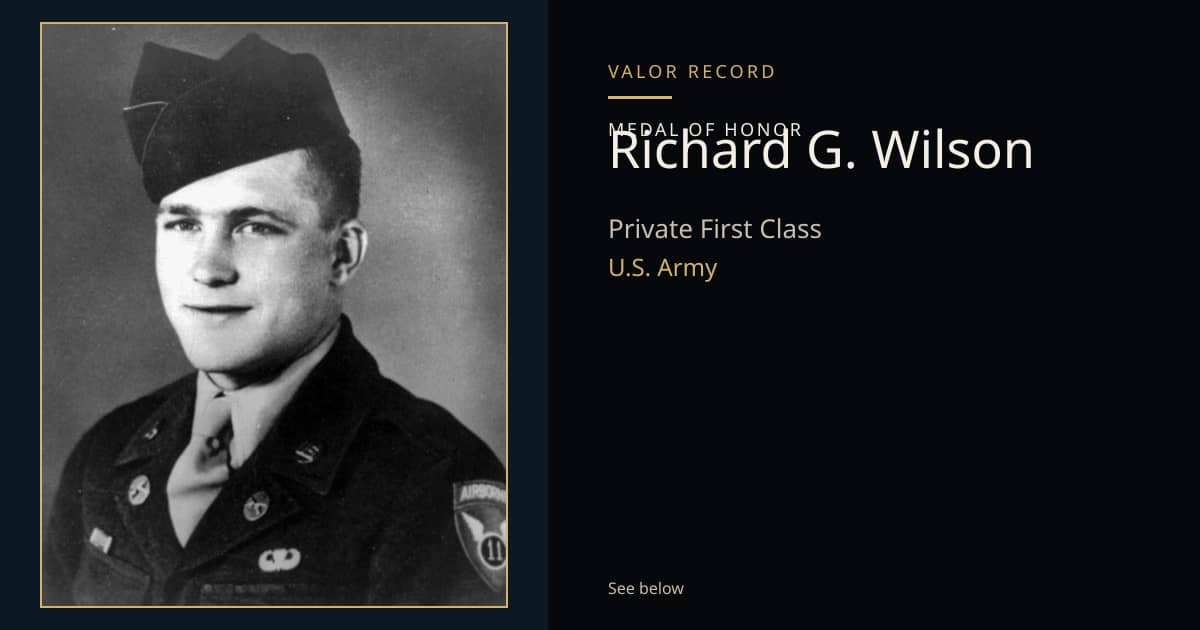 VALOR RECORD
MEDAL OF HONOR
Richard G. Wilson
Private First Class
U.S. Army
See below
AIRBORNE
11